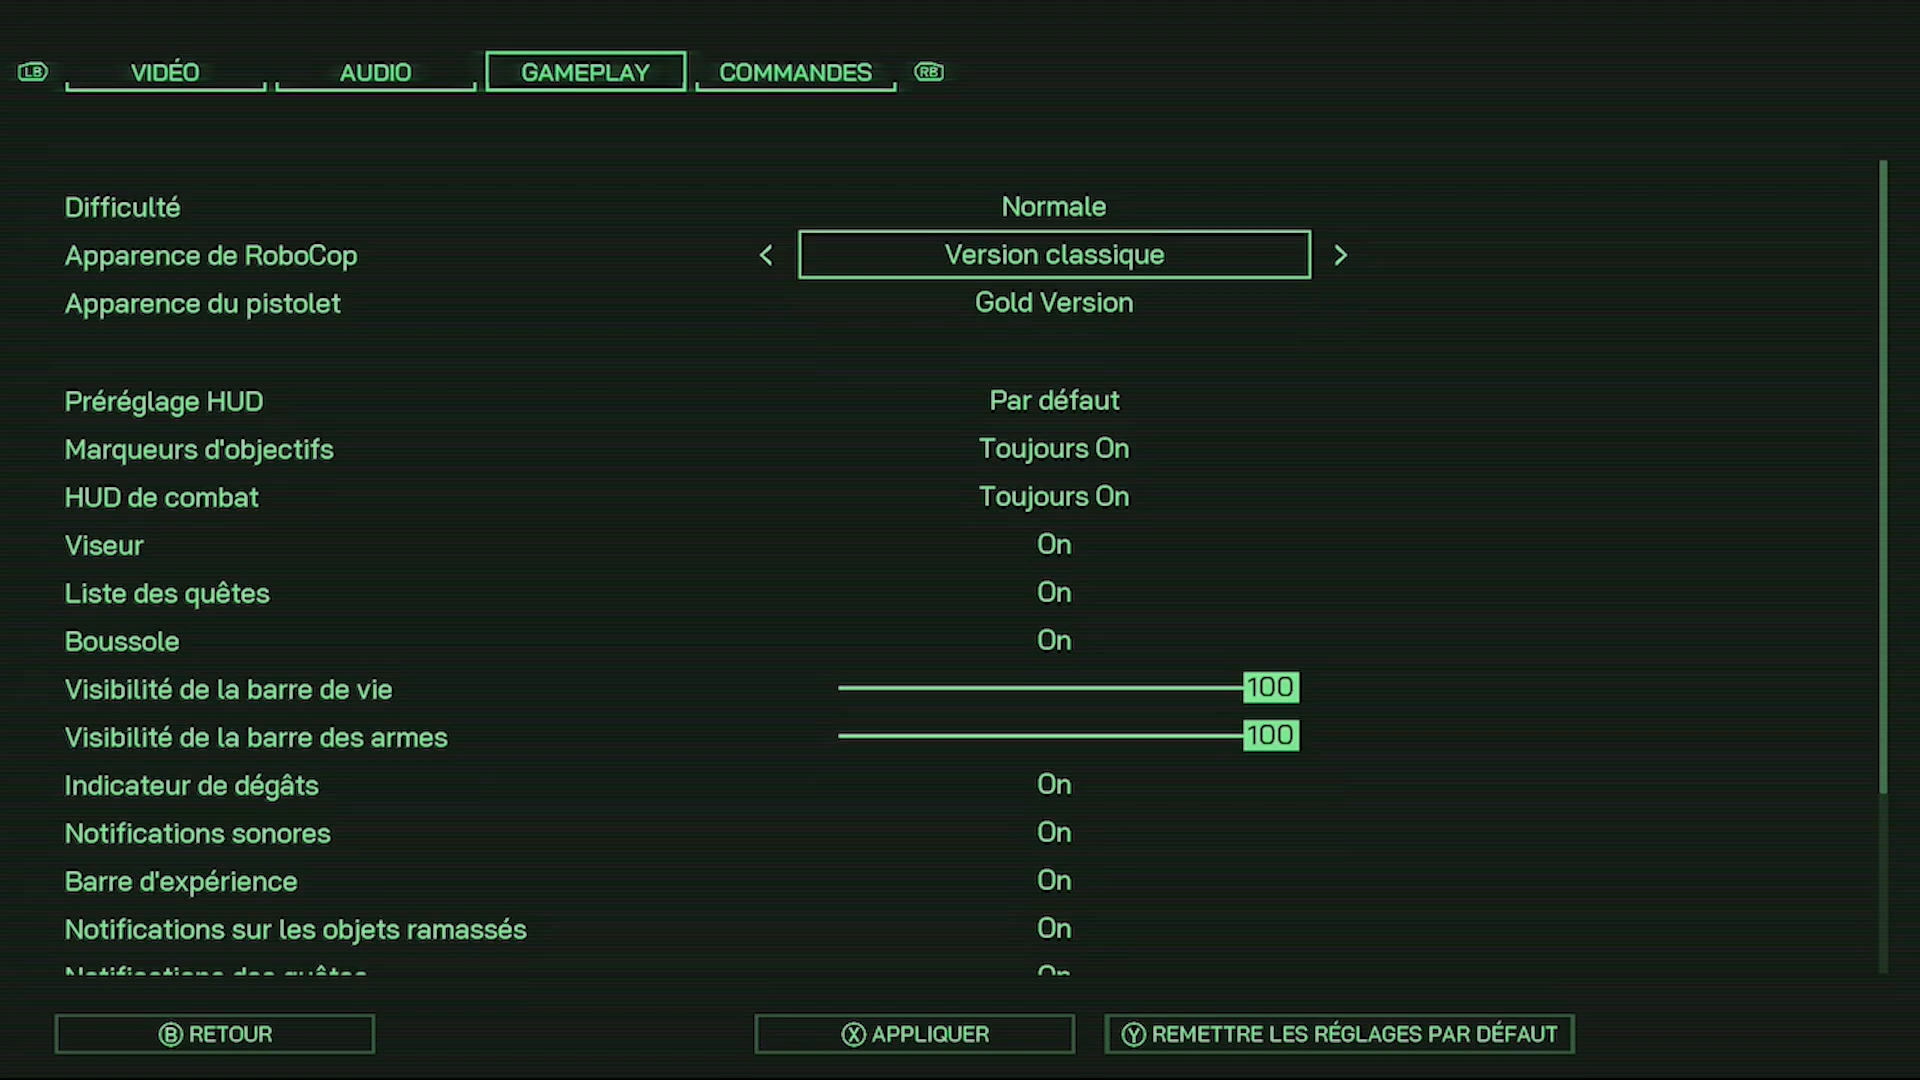 LB VIDÉO AUDIO GAMEPLAY COMMANDES RB
Difficulté Normale
Apparence de RoboCop < Version classique >
Apparence du pistolet Gold Version
Préréglage HUD Par défaut
Marqueurs d'objectifs Toujours On
HUD de combat Toujours On
Viseur On
Liste des quêtes On
Boussole On
Visibilité de la barre de vie 100
Visibilité de la barre des armes 100
Indicateur de dégâts On
Notifications sonores On
Barre d'expérience On
Notifications sur les objets ramassés On
Notifications des quêtes On
B RETOUR X APPLIQUER Y REMETTRE LES RÉGLAGES PAR DÉFAUT